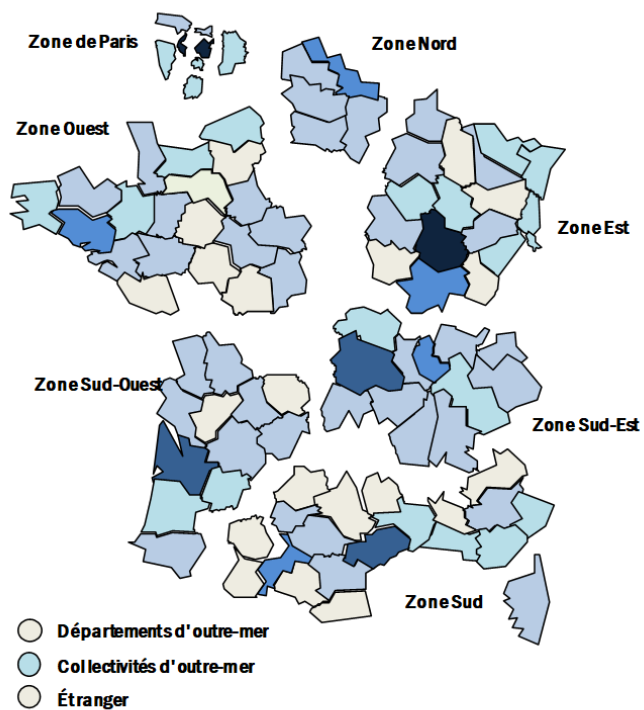 Zone de Paris
Zone Nord
Zone Ouest
Zone Est
Zone Sud-Ouest
Zone Sud-Est
Zone Sud
Départements d'outre-mer
Collectivités d'outre-mer
Étranger